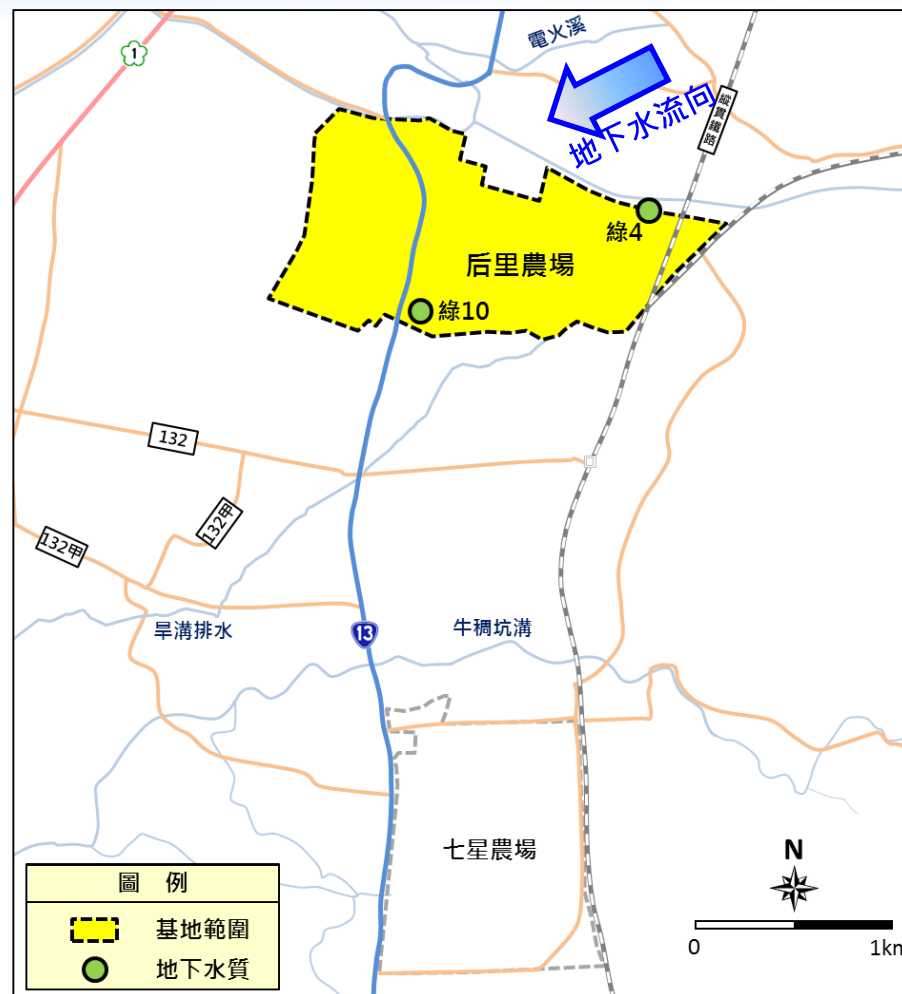 1
電火溪
地下水流向
縱貫鐵路
綠4
后里農場
綠10
132
132甲
132甲
旱溝排水
13
牛稠坑溝
七星農場
圖 例
基地範圍
地下水質
N
0 1km